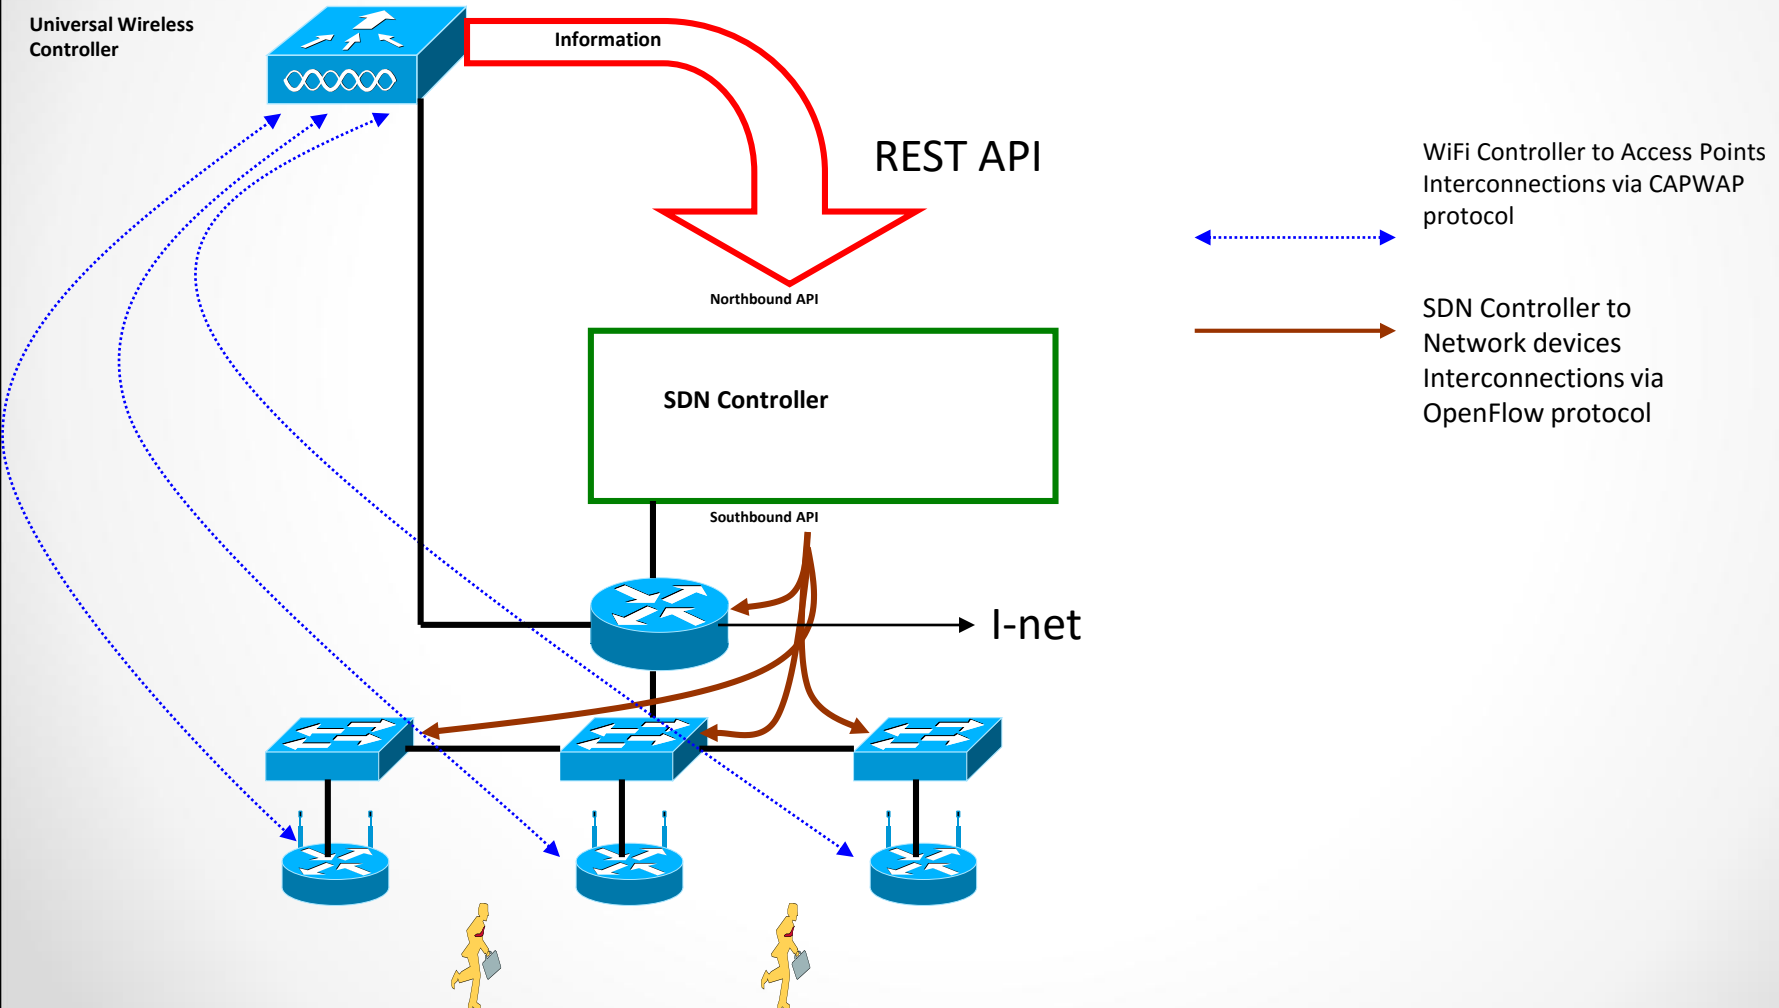 Universal Wireless
Controller
Information
REST API
WiFi Controller to Access Points
Interconnections via CAPWAP
protocol
Northbound API
SDN Controller to
Network devices
Interconnections via
OpenFlow protocol
SDN Controller
Southbound API
I-net